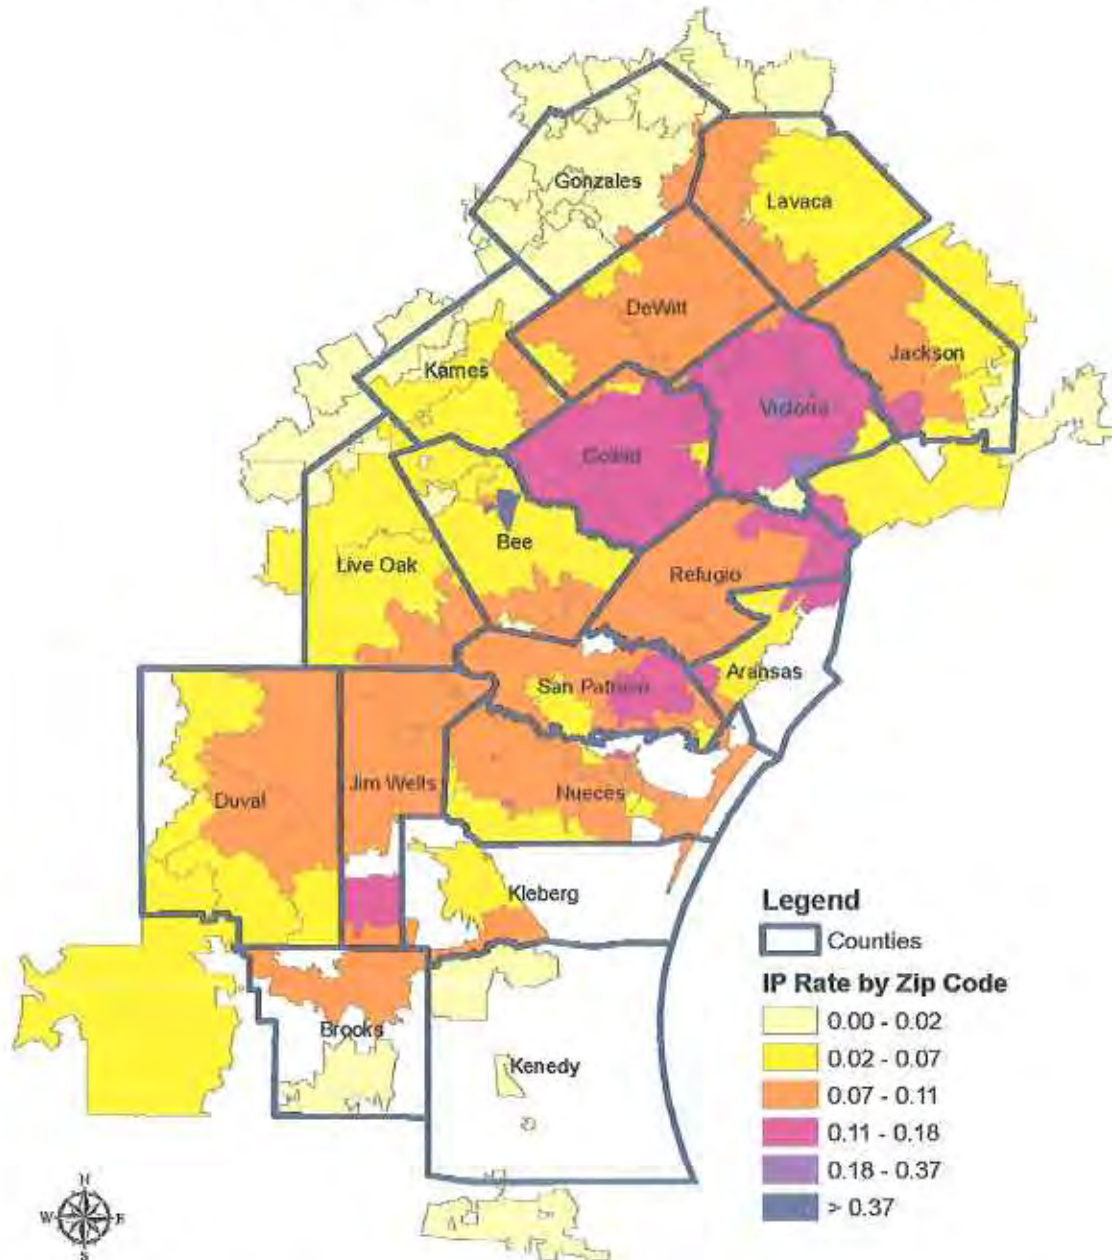 Gonzales
Lavaca
DeWitt
Jackson
Karnes
Victoria
Goliad
Bee
Live Oak
Refugio
Aransas
San Patricio
Jim Wells
Duval
Nueces
Kleberg
Brooks
Kenedy
Legend
Counties
IP Rate by Zip Code
0.00 - 0.02
0.02 - 0.07
0.07 - 0.11
0.11 - 0.18
0.18 - 0.37
> 0.37
N
W
E
S